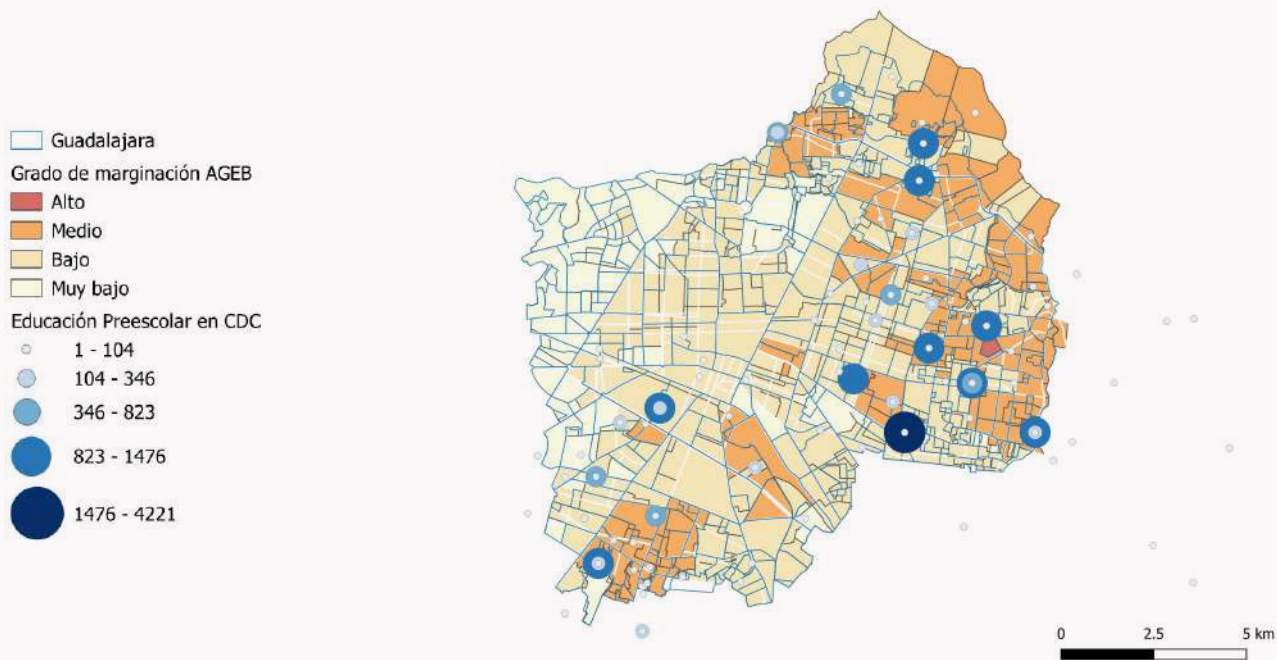 Guadalajara
Grado de marginación AGEB
Alto
Medio
Bajo
Muy bajo
Educación Preescolar en CDC
1 - 104
104 - 346
346 - 823
823 - 1476
1476 - 4221
0 2.5 5 km